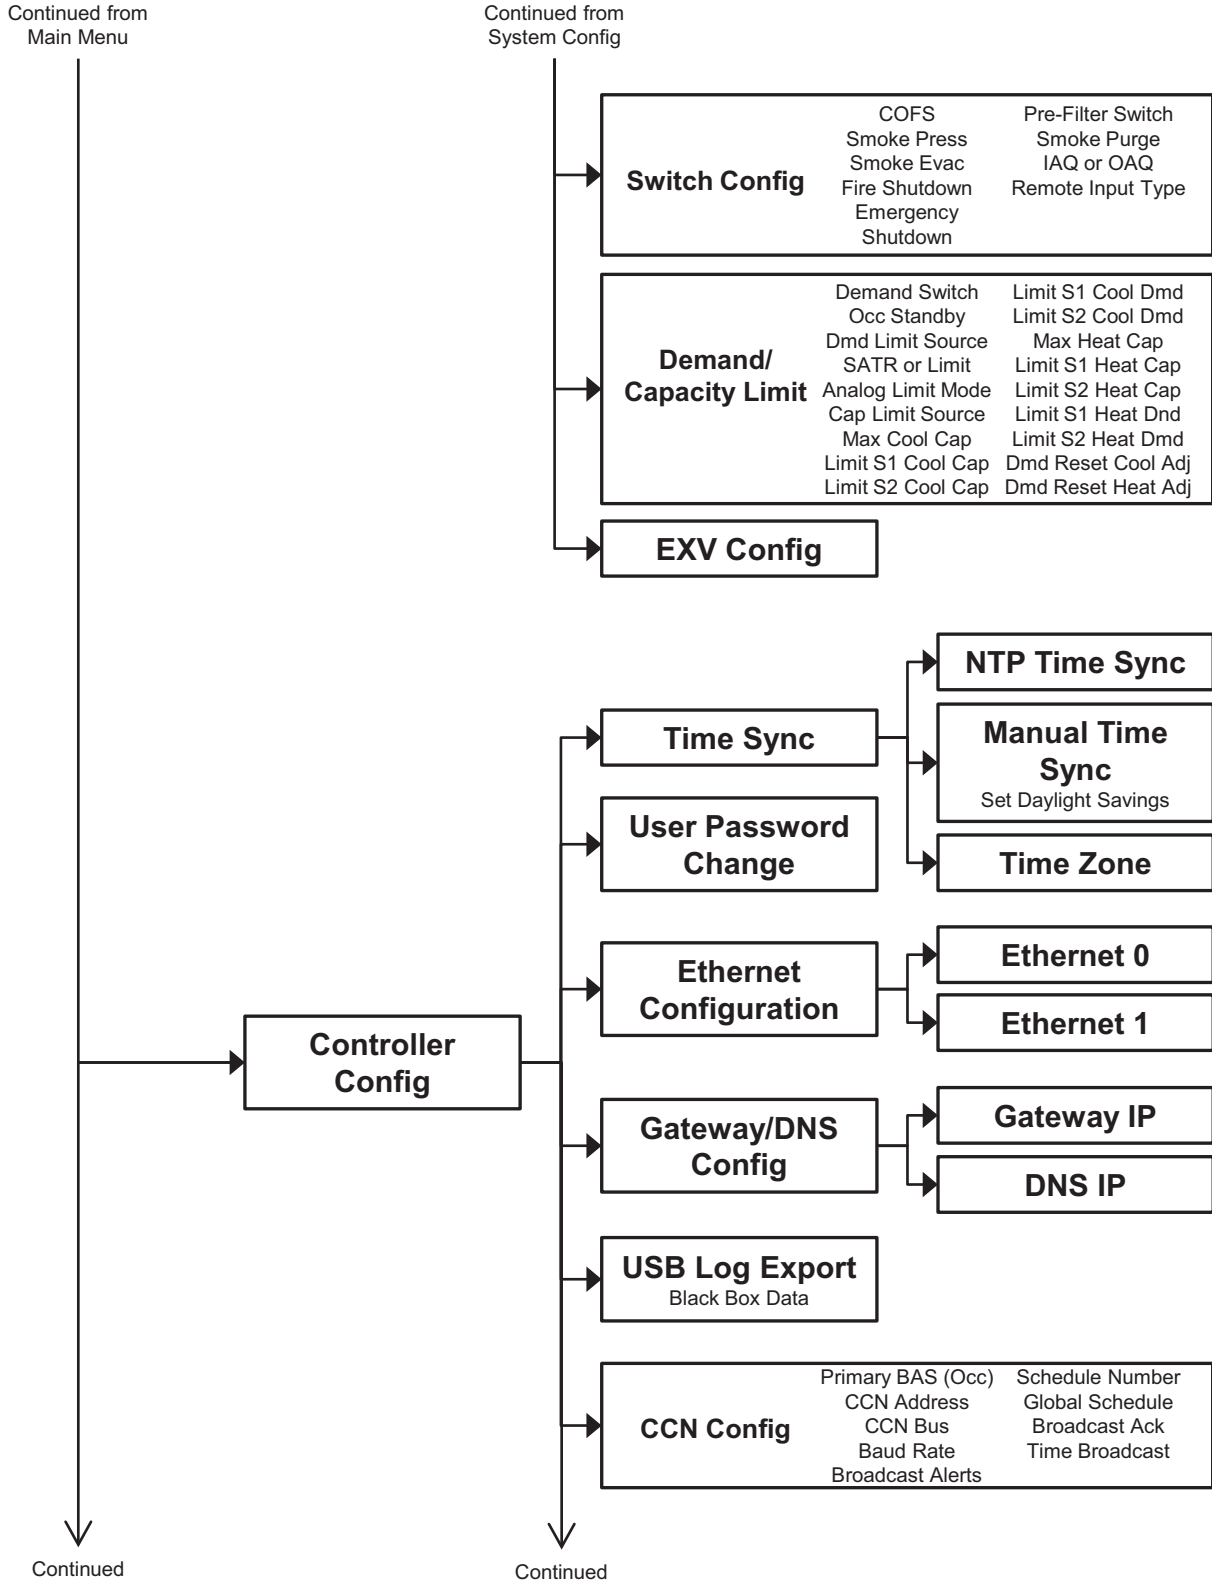 Continued from
Main Menu
Continued from
System Config
Switch Config
COFS
Smoke Press
Smoke Evac
Fire Shutdown
Emergency
Shutdown
Pre-Filter Switch
Smoke Purge
IAQ or OAQ
Remote Input Type
Demand/
Capacity Limit
Demand Switch
Occ Standby
Dmd Limit Source
SATR or Limit
Analog Limit Mode
Cap Limit Source
Max Cool Cap
Limit S1 Cool Cap
Limit S2 Cool Cap
Limit S1 Cool Dmd
Limit S2 Cool Dmd
Max Heat Cap
Limit S1 Heat Cap
Limit S2 Heat Cap
Limit S1 Heat Dnd
Limit S2 Heat Dmd
Dmd Reset Cool Adj
Dmd Reset Heat Adj
EXV Config
Controller
Config
Time Sync
NTP Time Sync
Manual Time
Sync
Set Daylight Savings
Time Zone
User Password
Change
Ethernet
Configuration
Ethernet 0
Ethernet 1
Gateway/DNS
Config
Gateway IP
DNS IP
USB Log Export
Black Box Data
CCN Config
Primary BAS (Occ)
CCN Address
CCN Bus
Baud Rate
Broadcast Alerts
Schedule Number
Global Schedule
Broadcast Ack
Time Broadcast
Continued
Continued